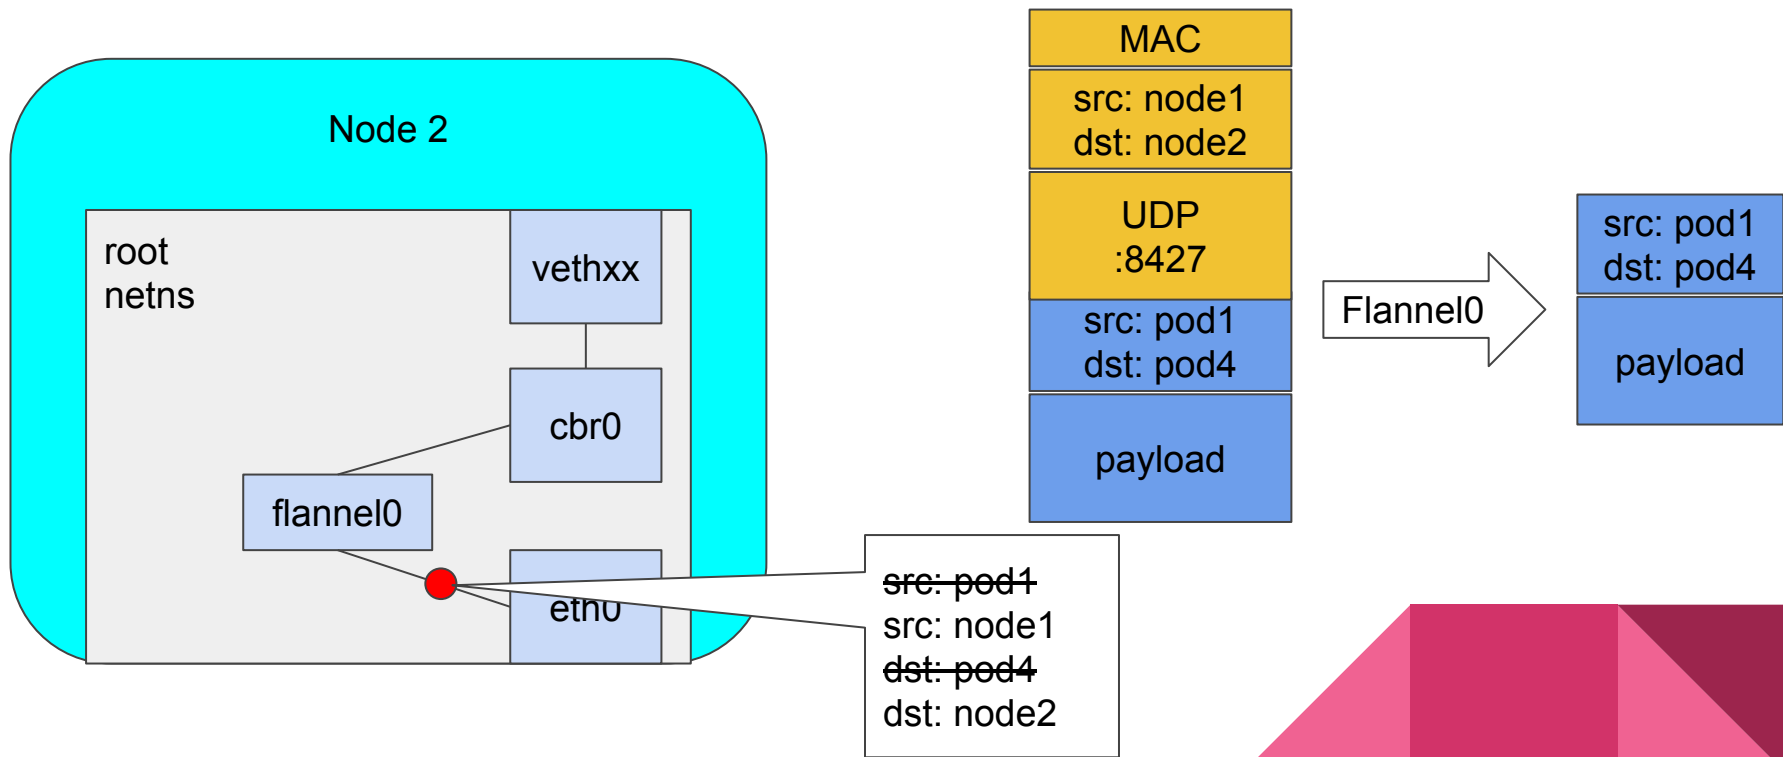 Node 2
root
netns
vethxx
cbr0
flannel0
eth0
src: pod1
src: node1
dst: pod4
dst: node2
MAC
src: node1
dst: node2
UDP
:8427
src: pod1
dst: pod4
payload
Flannel0
src: pod1
dst: pod4
payload